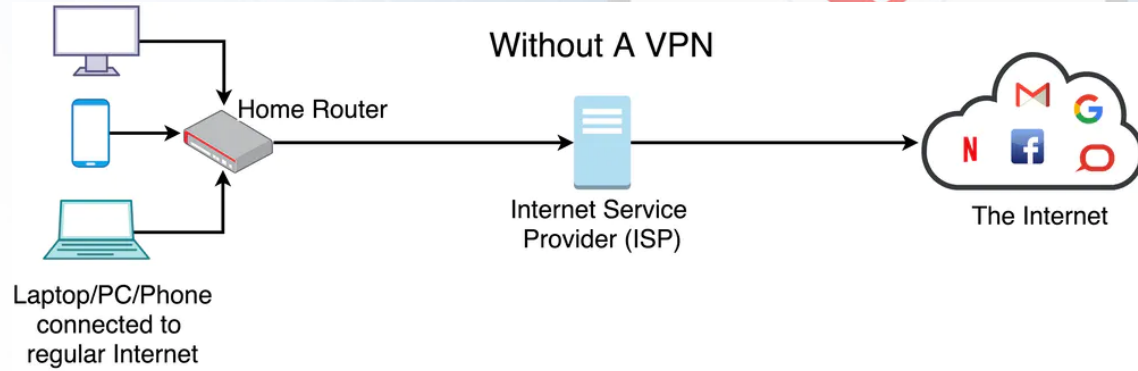 Without A VPN
Home Router
Internet Service
Provider (ISP)
The Internet
Laptop/PC/Phone
connected to
regular Internet